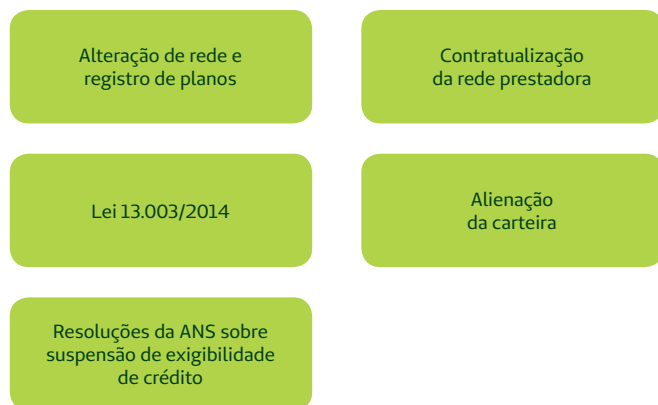 Alteração de rede e
registro de planos
Contratualização
da rede prestadora
Lei 13.003/2014
Alienação
da carteira
Resoluções da ANS sobre
suspensão de exigibilidade
de crédito